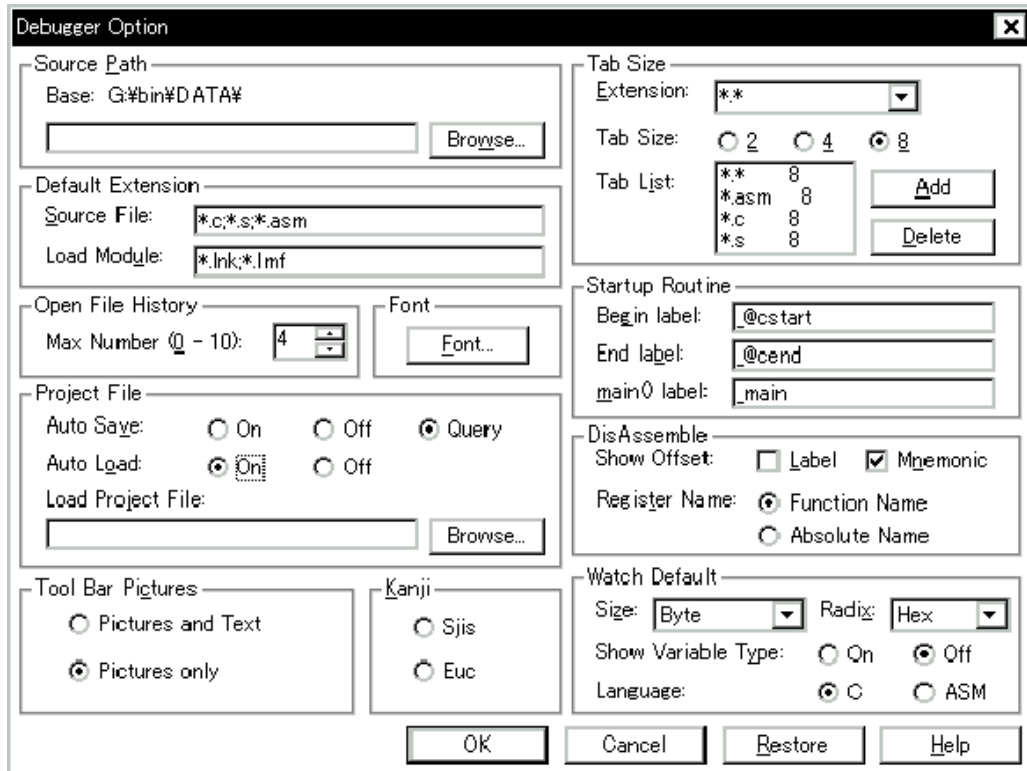 Debugger Option
Source Path
Base: G:¥bin¥DATA¥
Browse...
Default Extension
Source File: *.c;*.s;*.asm
Load Module: *.lnk;*.lmf
Open File History
Max Number (0 - 10): 4
Font
Font...
Project File
Auto Save: On Off Query
Auto Load: On Off
Load Project File:
Browse...
Tool Bar Pictures
Pictures and Text
Pictures only
Kanji
Sjis
Euc
Tab Size
Extension: *.*
Tab Size: 2 4 8
Tab List: *.* 8
*.asm 8
*.c 8
*.s 8
Add
Delete
Startup Routine
Begin label: _@cstart
End label: _@cend
main() label: _main
DisAssemble
Show Offset: Label Mnemonic
Register Name: Function Name
Absolute Name
Watch Default
Size: Byte Radix: Hex
Show Variable Type: On Off
Language: C ASM
OK Cancel Restore Help